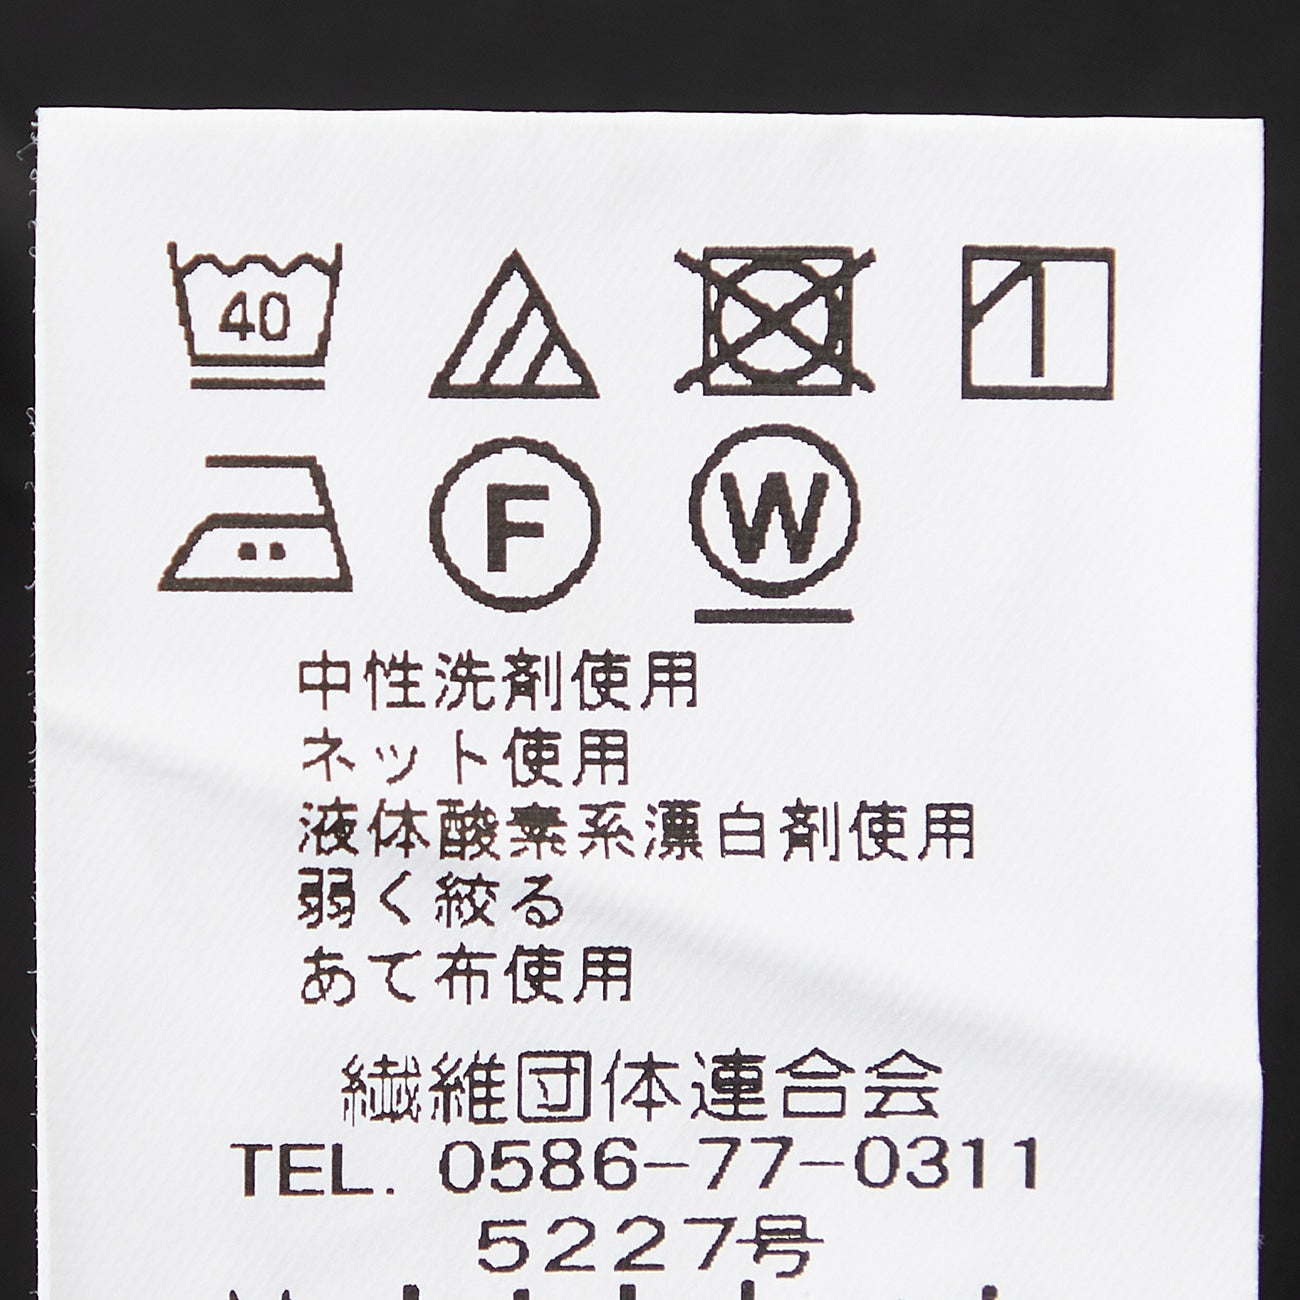 40
F W
中性洗剤使用
ネット使用
液体酸素系漂白剤使用
弱く絞る
あて布使用
繊維団体連合会
TEL. 0586-77-0311
5227号